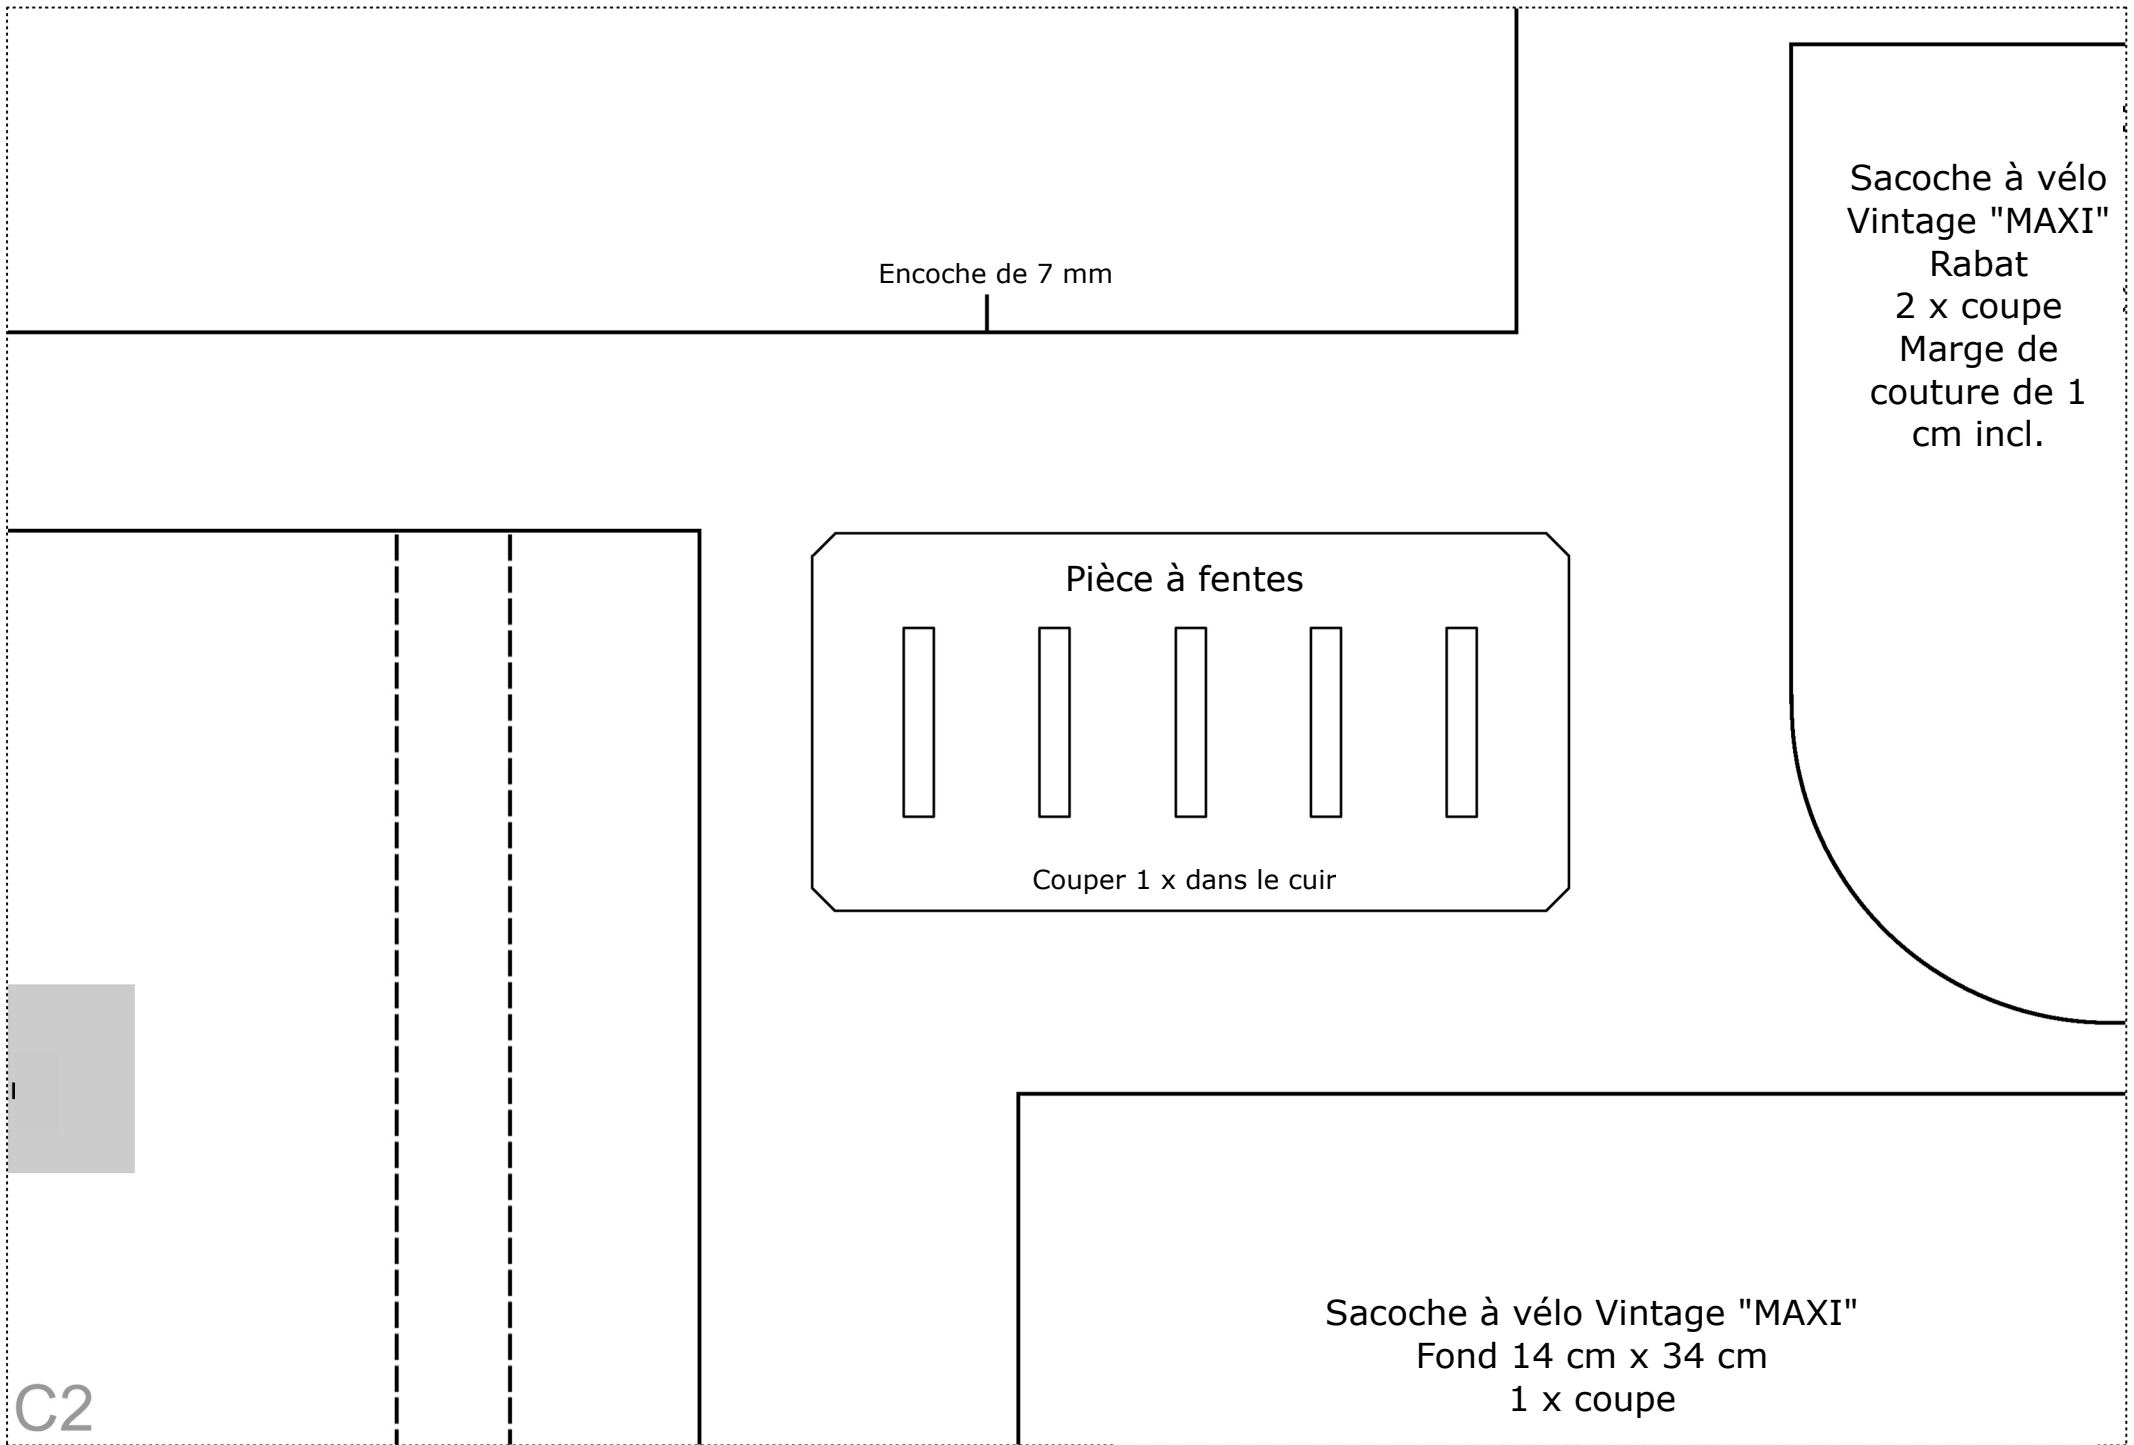 Encoche de 7 mm
Sacoche à vélo
Vintage "MAXI"
Rabat
2 x coupe
Marge de
couture de 1
cm incl.
Pièce à fentes
Couper 1 x dans le cuir
Sacoche à vélo Vintage "MAXI"
Fond 14 cm x 34 cm
1 x coupe
C2